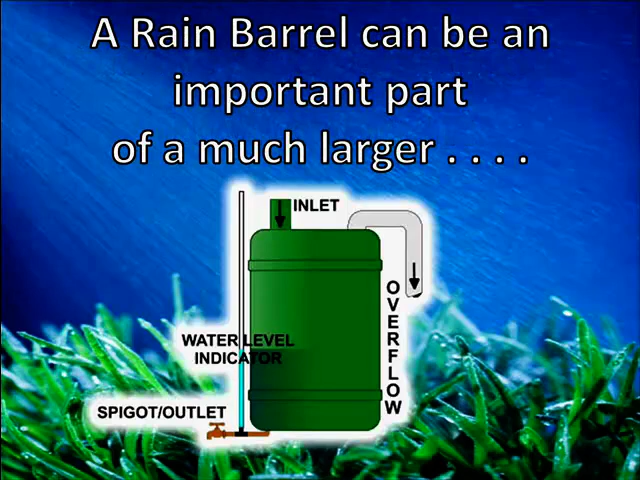 A Rain Barrel can be an
important part
of a much larger . . . .
INLET
OVERFLOW
WATER LEVEL
INDICATOR
SPIGOT/OUTLET